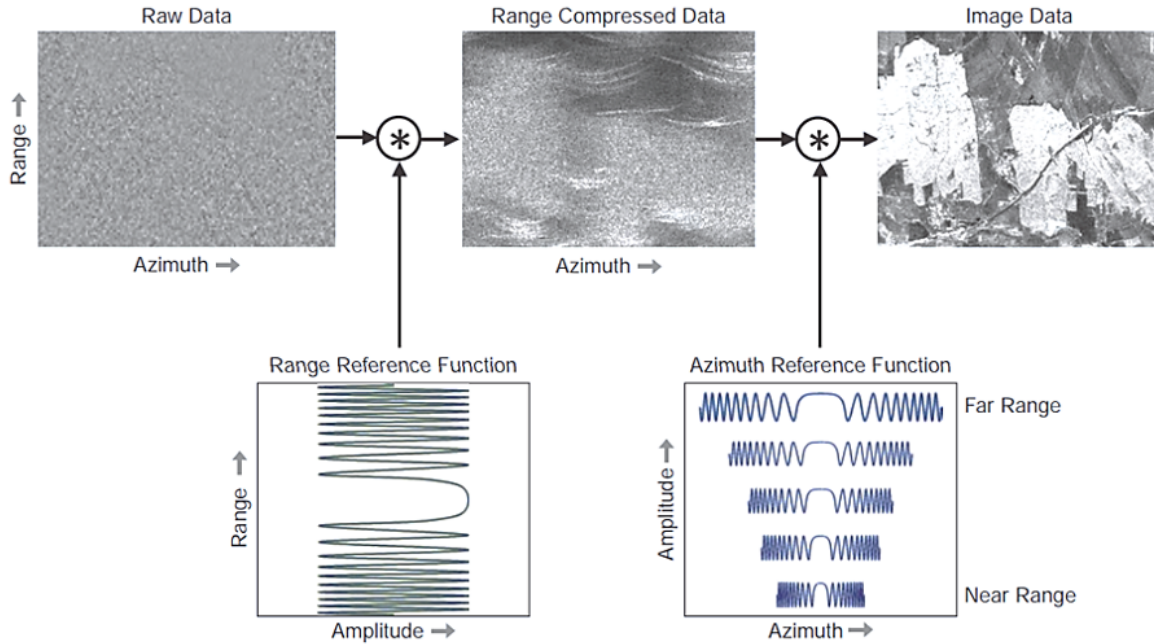 Raw Data
Range Compressed Data
Image Data
Range →
*
*
Azimuth →
Azimuth →
Range Reference Function
Azimuth Reference Function
Far Range
Range →
Amplitude →
Near Range
Amplitude →
Azimuth →